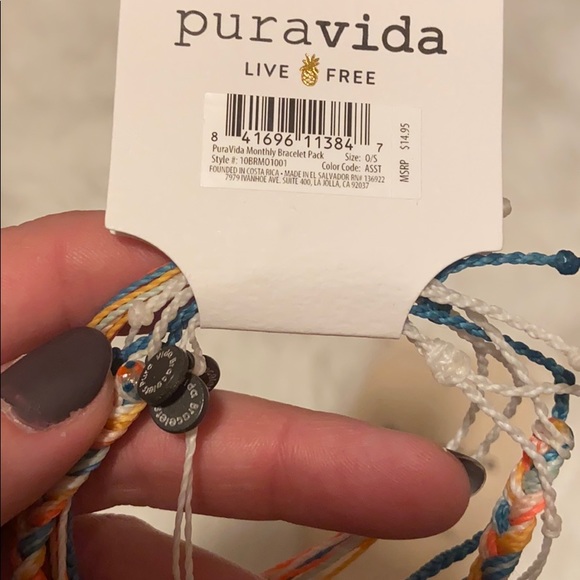 puravida
LIVE FREE
8 41696 11384 7
PuraVida Monthly Bracelet Pack Size: O/S
Style #: 10BRMO1001 Color Code: ASST
FOUNDED IN COSTA RICA • MADE IN EL SALVADOR RN# 136922
7979 IVANHOE AVE. SUITE 400, LA JOLLA, CA 92037
MSRP $14.95